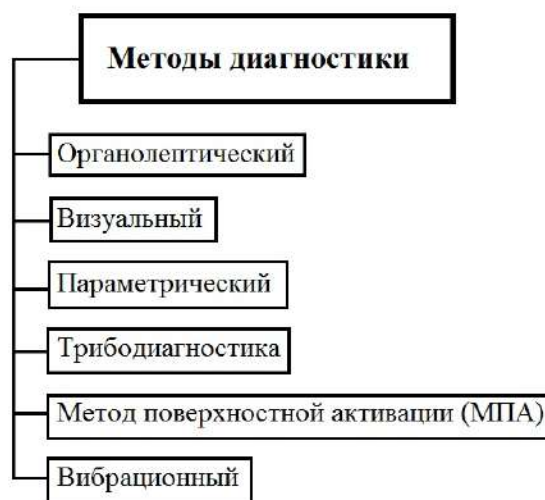 Методы диагностики
Органолептический
Визуальный
Параметрический
Трибодиагностика
Метод поверхностной активации (МПА)
Вибрационный